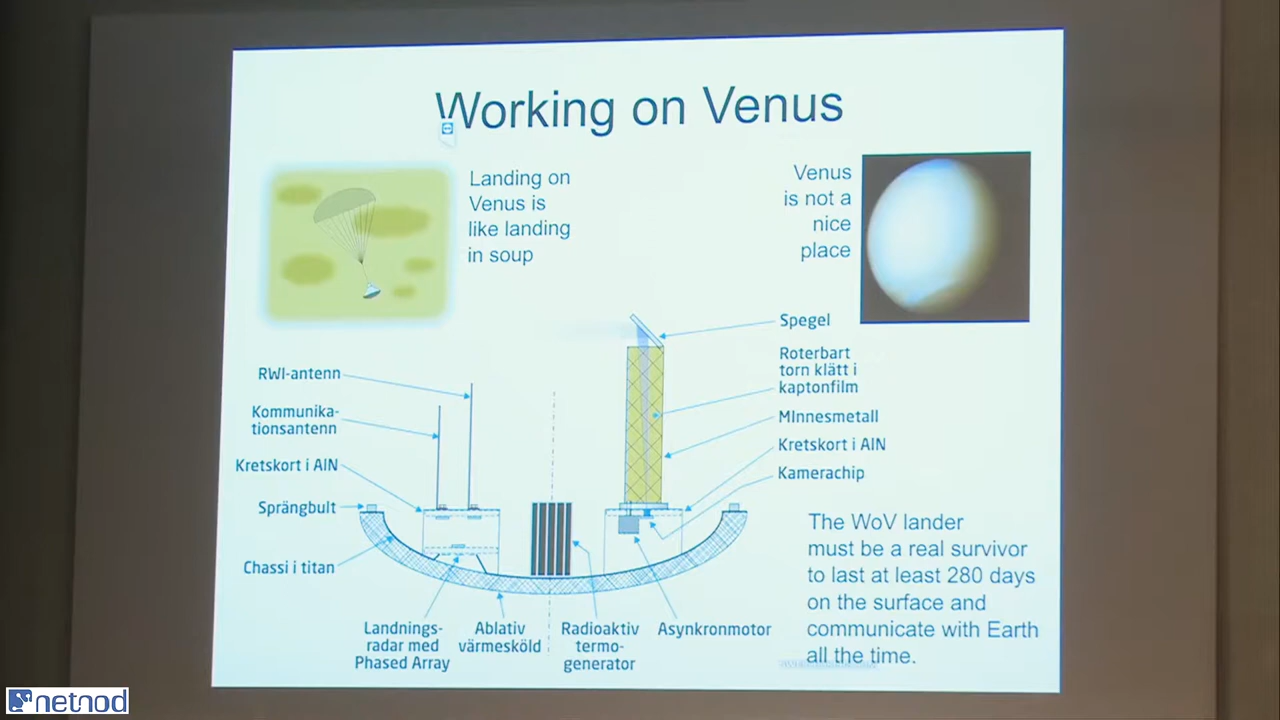 Working on Venus
Landing on
Venus is
like landing
in soup
Venus
is not a
nice
place
RWI-antenn
Kommunika-
tionsantenn
Kretskort i AlN
Sprängbult
Chassi i titan
Landnings-
radar med
Phased Array
Ablativ
värmesköld
Radioaktiv
termo-
generator
Asynkronmotor
Spegel
Roterbart
torn klätt i
kaptonfilm
MInnesmetall
Kretskort i AlN
Kamerachip
The WoV lander
must be a real survivor
to last at least 280 days
on the surface and
communicate with Earth
all the time.
netnod